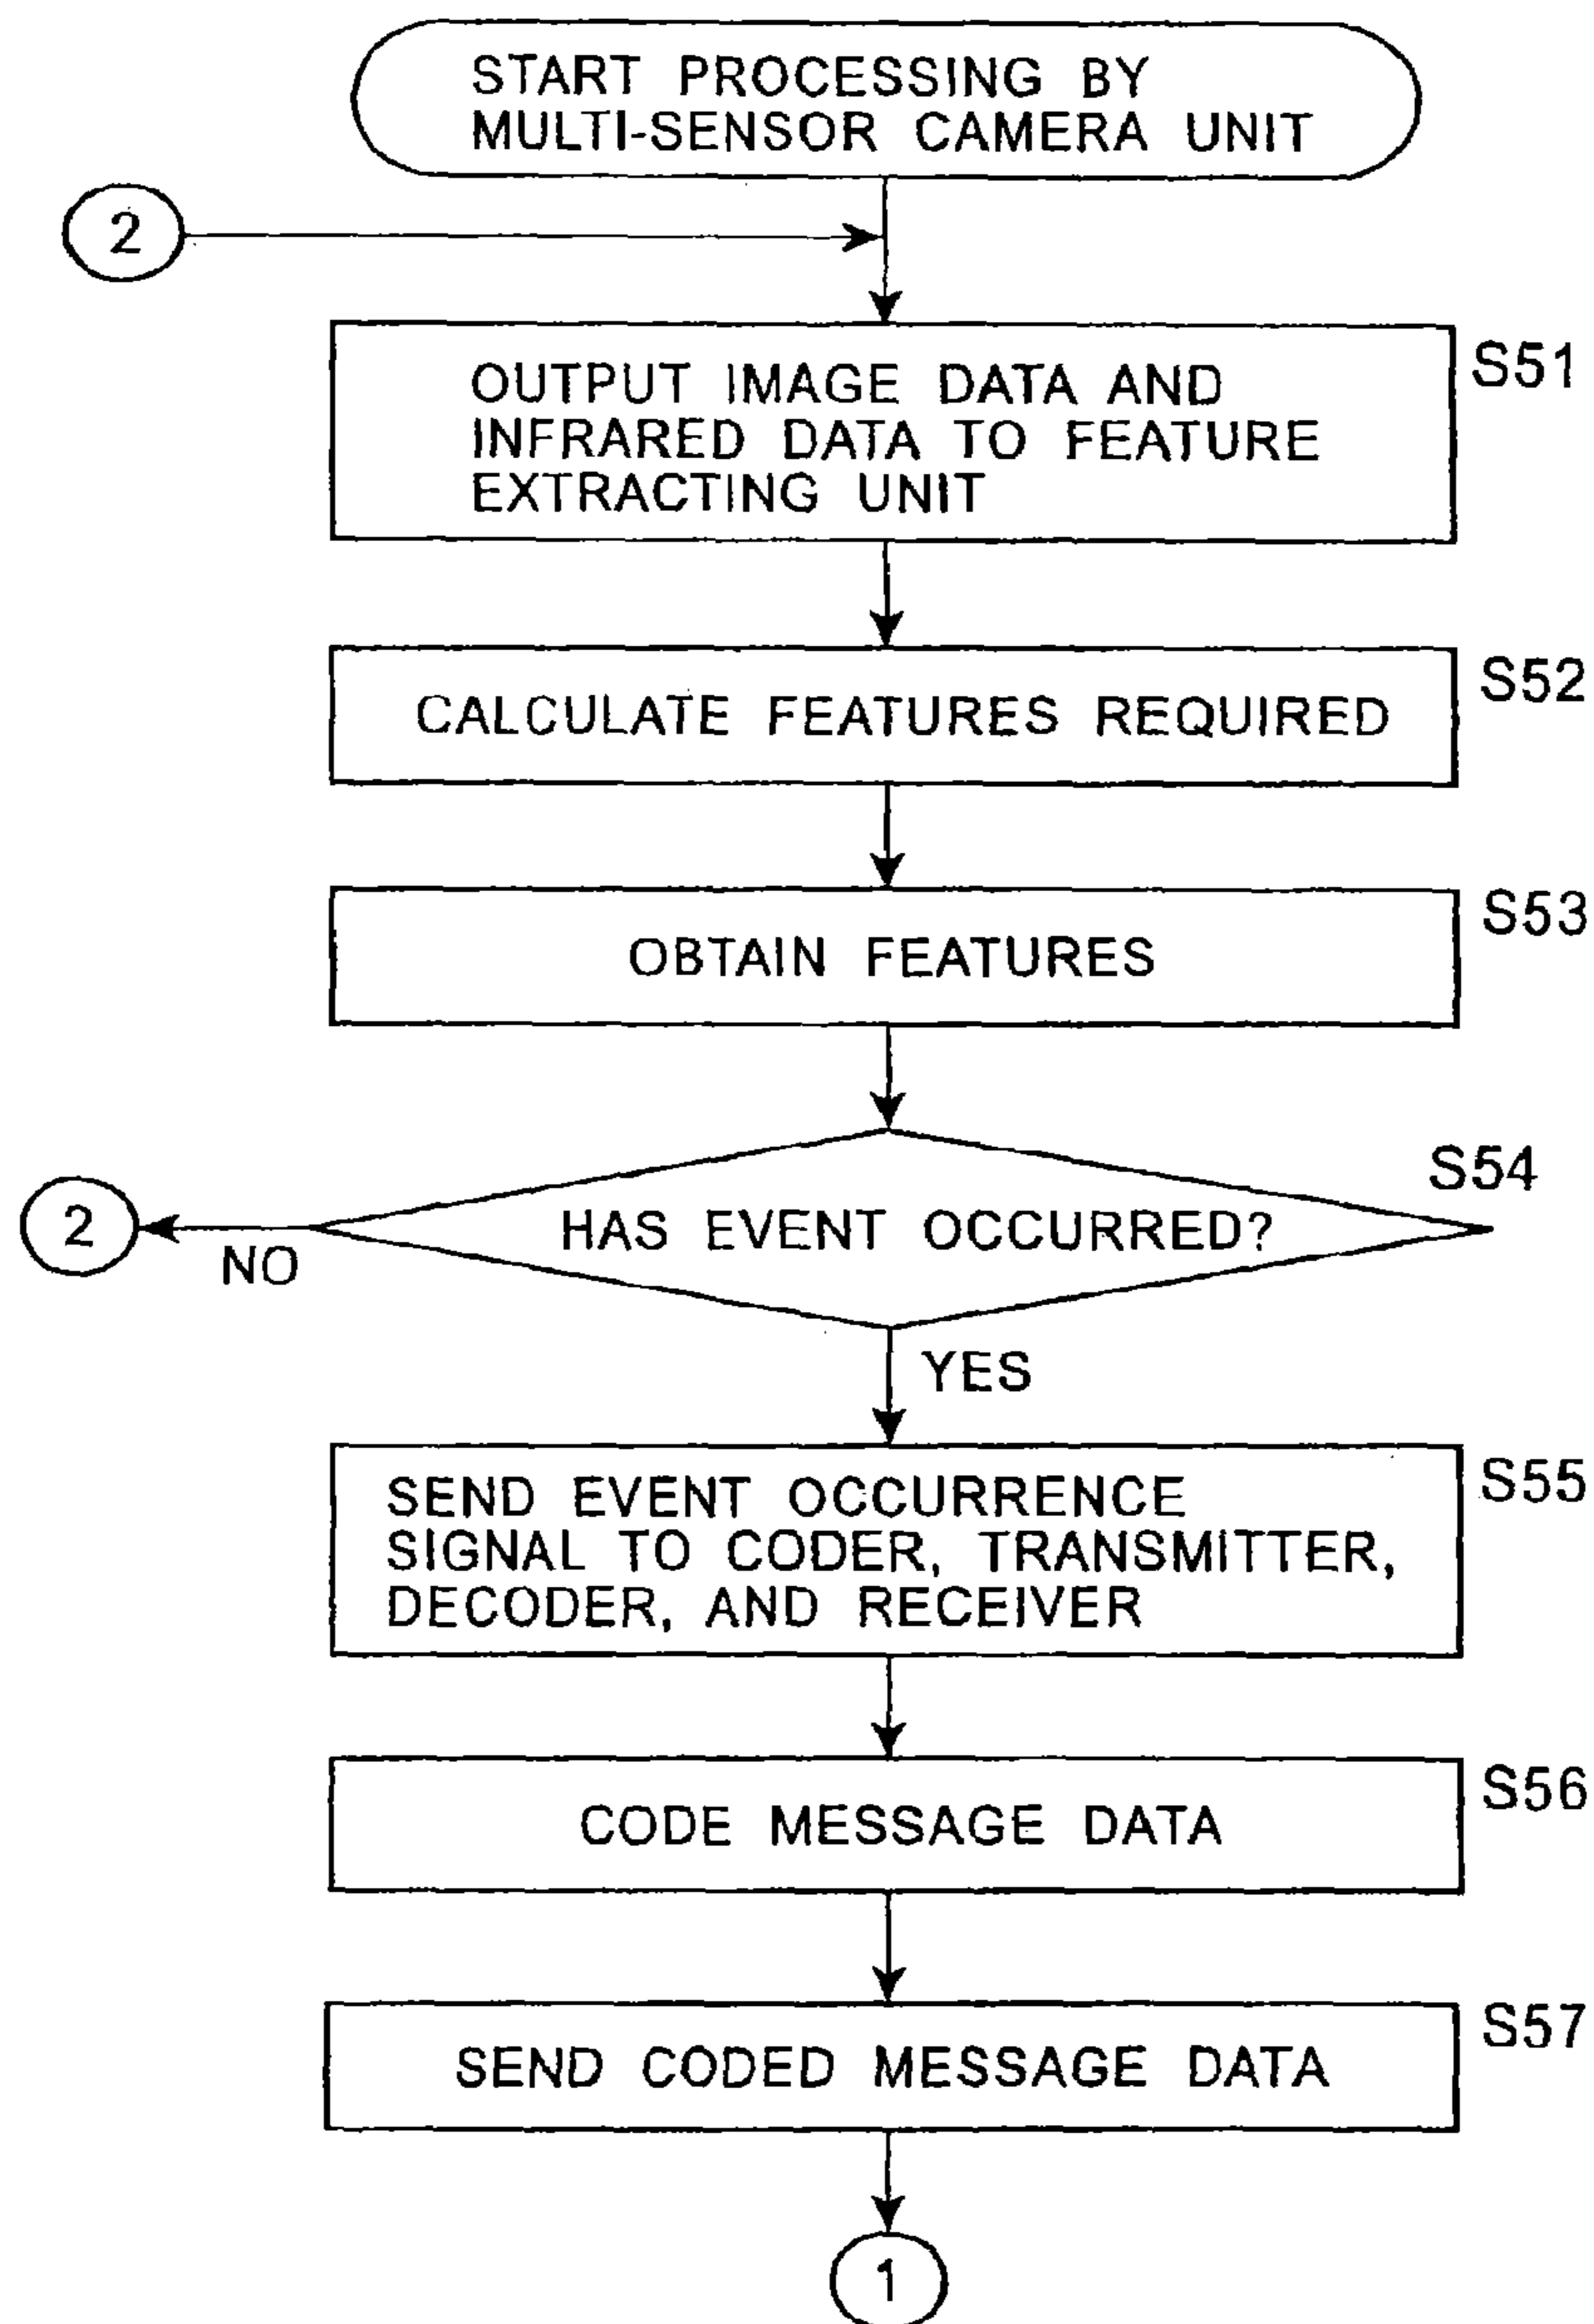 START PROCESSING BY
MULTI-SENSOR CAMERA UNIT
2
OUTPUT IMAGE DATA AND
INFRARED DATA TO FEATURE
EXTRACTING UNIT
S51
CALCULATE FEATURES REQUIRED
S52
OBTAIN FEATURES
S53
HAS EVENT OCCURRED?
S54
2
NO
YES
SEND EVENT OCCURRENCE
SIGNAL TO CODER, TRANSMITTER,
DECODER, AND RECEIVER
S55
CODE MESSAGE DATA
S56
SEND CODED MESSAGE DATA
S57
1